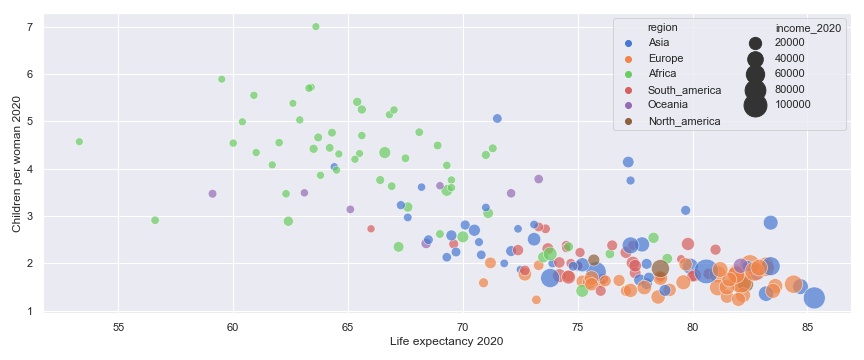 7
6
5
4
3
2
1
Children per woman 2020
region
Asia
Europe
Africa
South_america
Oceania
North_america
income_2020
20000
40000
60000
80000
100000
55
60
65
70
75
80
85
Life expectancy 2020